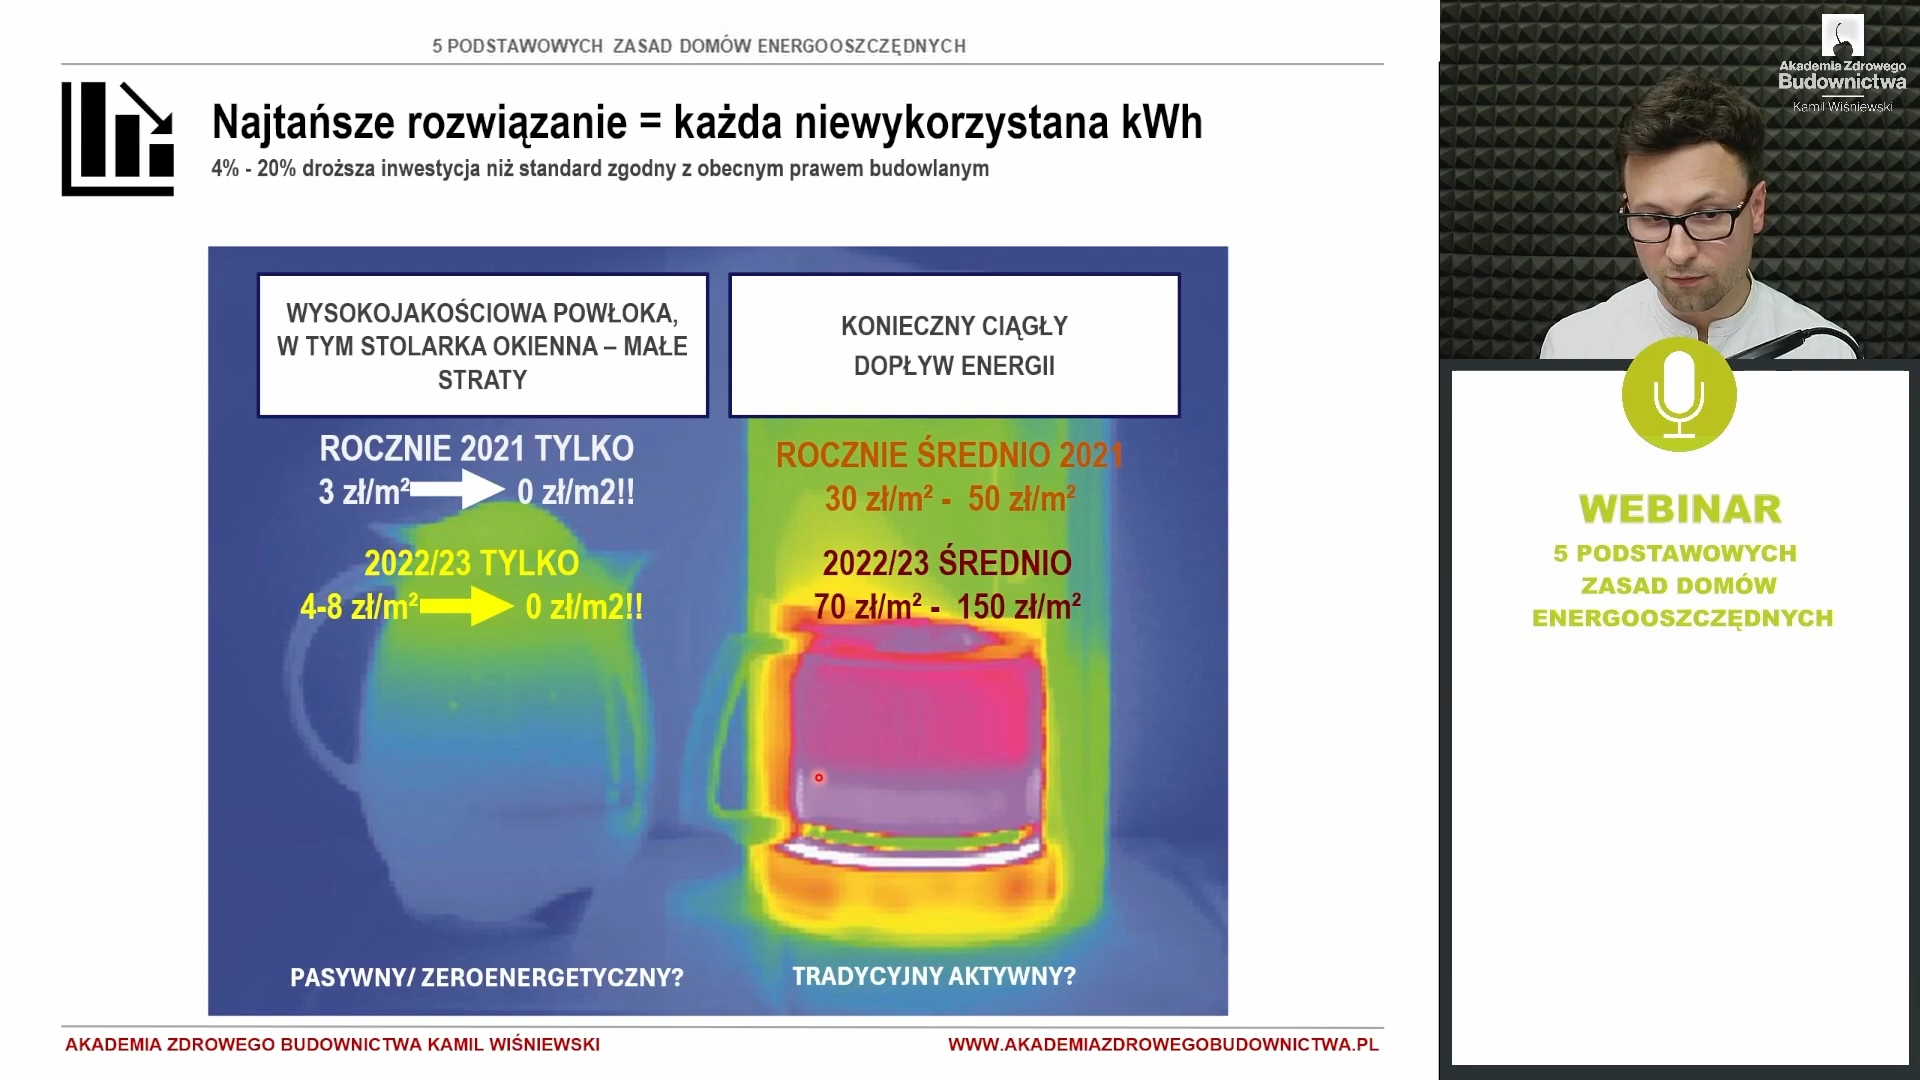 5 PODSTAWOWYCH ZASAD DOMÓW ENERGOOSZCZĘDNYCH
Najtańsze rozwiązanie = każda niewykorzystana kWh
4% - 20% droższa inwestycja niż standard zgodny z obecnym prawem budowlanym
WYSOKOJAKOŚCIOWA POWŁOKA,
W TYM STOLARKA OKIENNA – MAŁE
STRATY
ROCZNIE 2021 TYLKO
3 zł/m² 0 zł/m2!!
2022/23 TYLKO
4-8 zł/m² 0 zł/m2!!
PASYWNY/ ZEROENERGETYCZNY?
KONIECZNY CIĄGŁY
DOPŁYW ENERGII
ROCZNIE ŚREDNIO 2021
30 zł/m² - 50 zł/m²
2022/23 ŚREDNIO
70 zł/m² - 150 zł/m²
TRADYCYJNY AKTYWNY?
AKADEMIA ZDROWEGO BUDOWNICTWA KAMIL WIŚNIEWSKI
WWW.AKADEMIAZDROWEGOBUDOWNICTWA.PL
Akademia Zdrowego
Budownictwa
Kamil Wiśniewski
WEBINAR
5 PODSTAWOWYCH
ZASAD DOMÓW
ENERGOOSZCZĘDNYCH